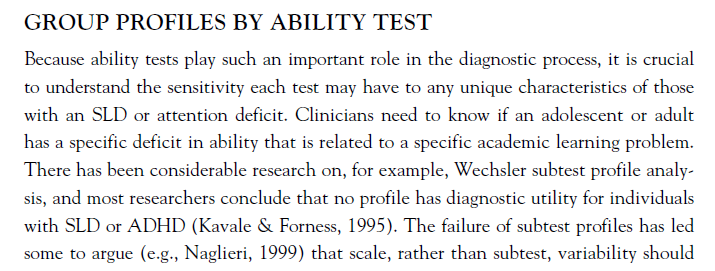 GROUP PROFILES BY ABILITY TEST
Because ability tests play such an important role in the diagnostic process, it is crucial
to understand the sensitivity each test may have to any unique characteristics of those
with an SLD or attention deficit. Clinicians need to know if an adolescent or adult
has a specific deficit in ability that is related to a specific academic learning problem.
There has been considerable research on, for example, Wechsler subtest profile analy-
sis, and most researchers conclude that no profile has diagnostic utility for individuals
with SLD or ADHD (Kavale & Forness, 1995). The failure of subtest profiles has led
some to argue (e.g., Naglieri, 1999) that scale, rather than subtest, variability should